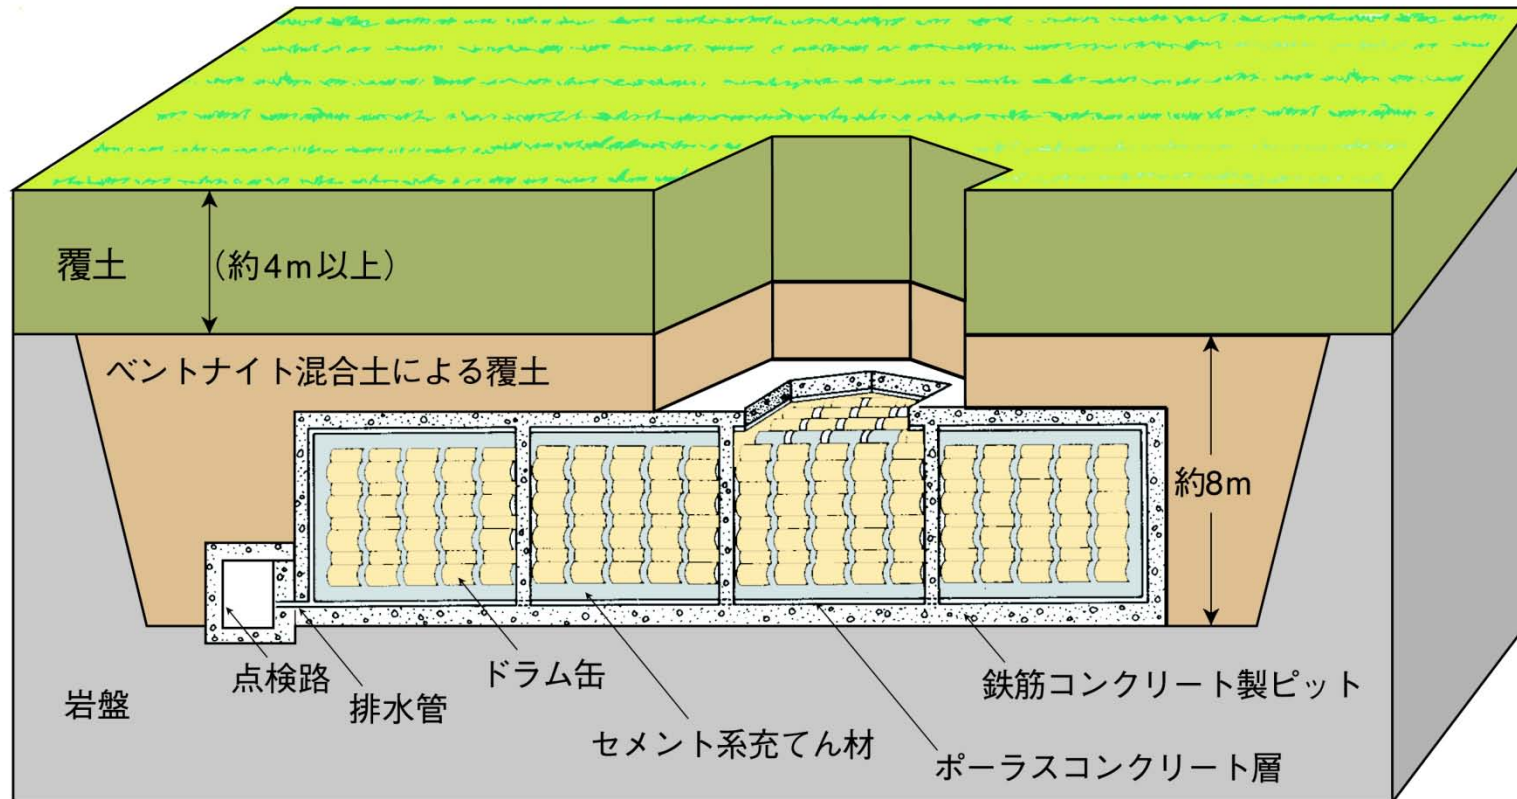 覆土
(約4m以上)
ベントナイト混合土による覆土
約8m
点検路
排水管
ドラム缶
セメント系充てん材
ポーラスコンクリート層
鉄筋コンクリート製ピット
岩盤